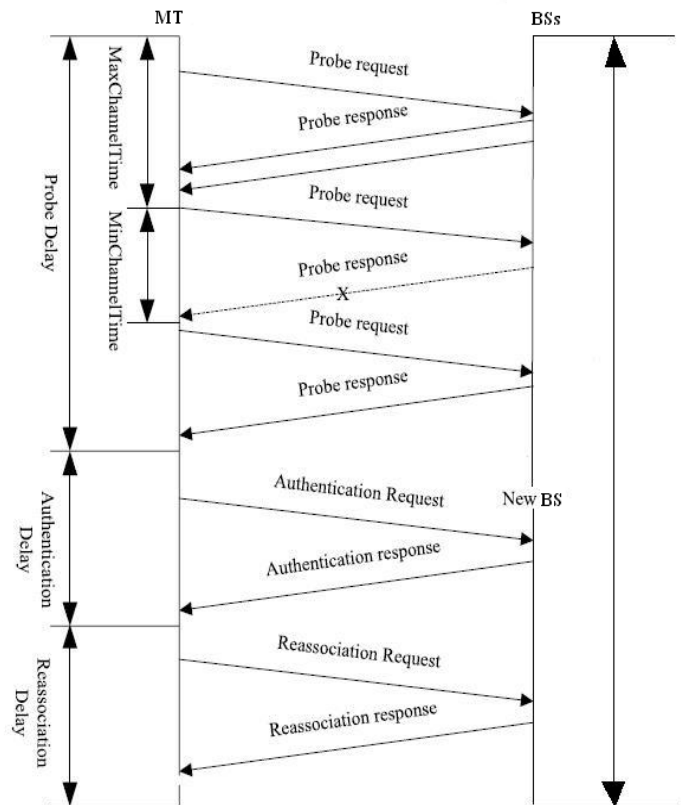 MT
BSs
Probe request
MaxChannelTime
Probe response
Probe Delay
Probe request
MinChannelTime
Probe response
X
Probe request
Probe response
Authentication
Delay
Authentication Request
New BS
Authentication response
Reassociation
Delay
Reassociation Request
Reassociation response